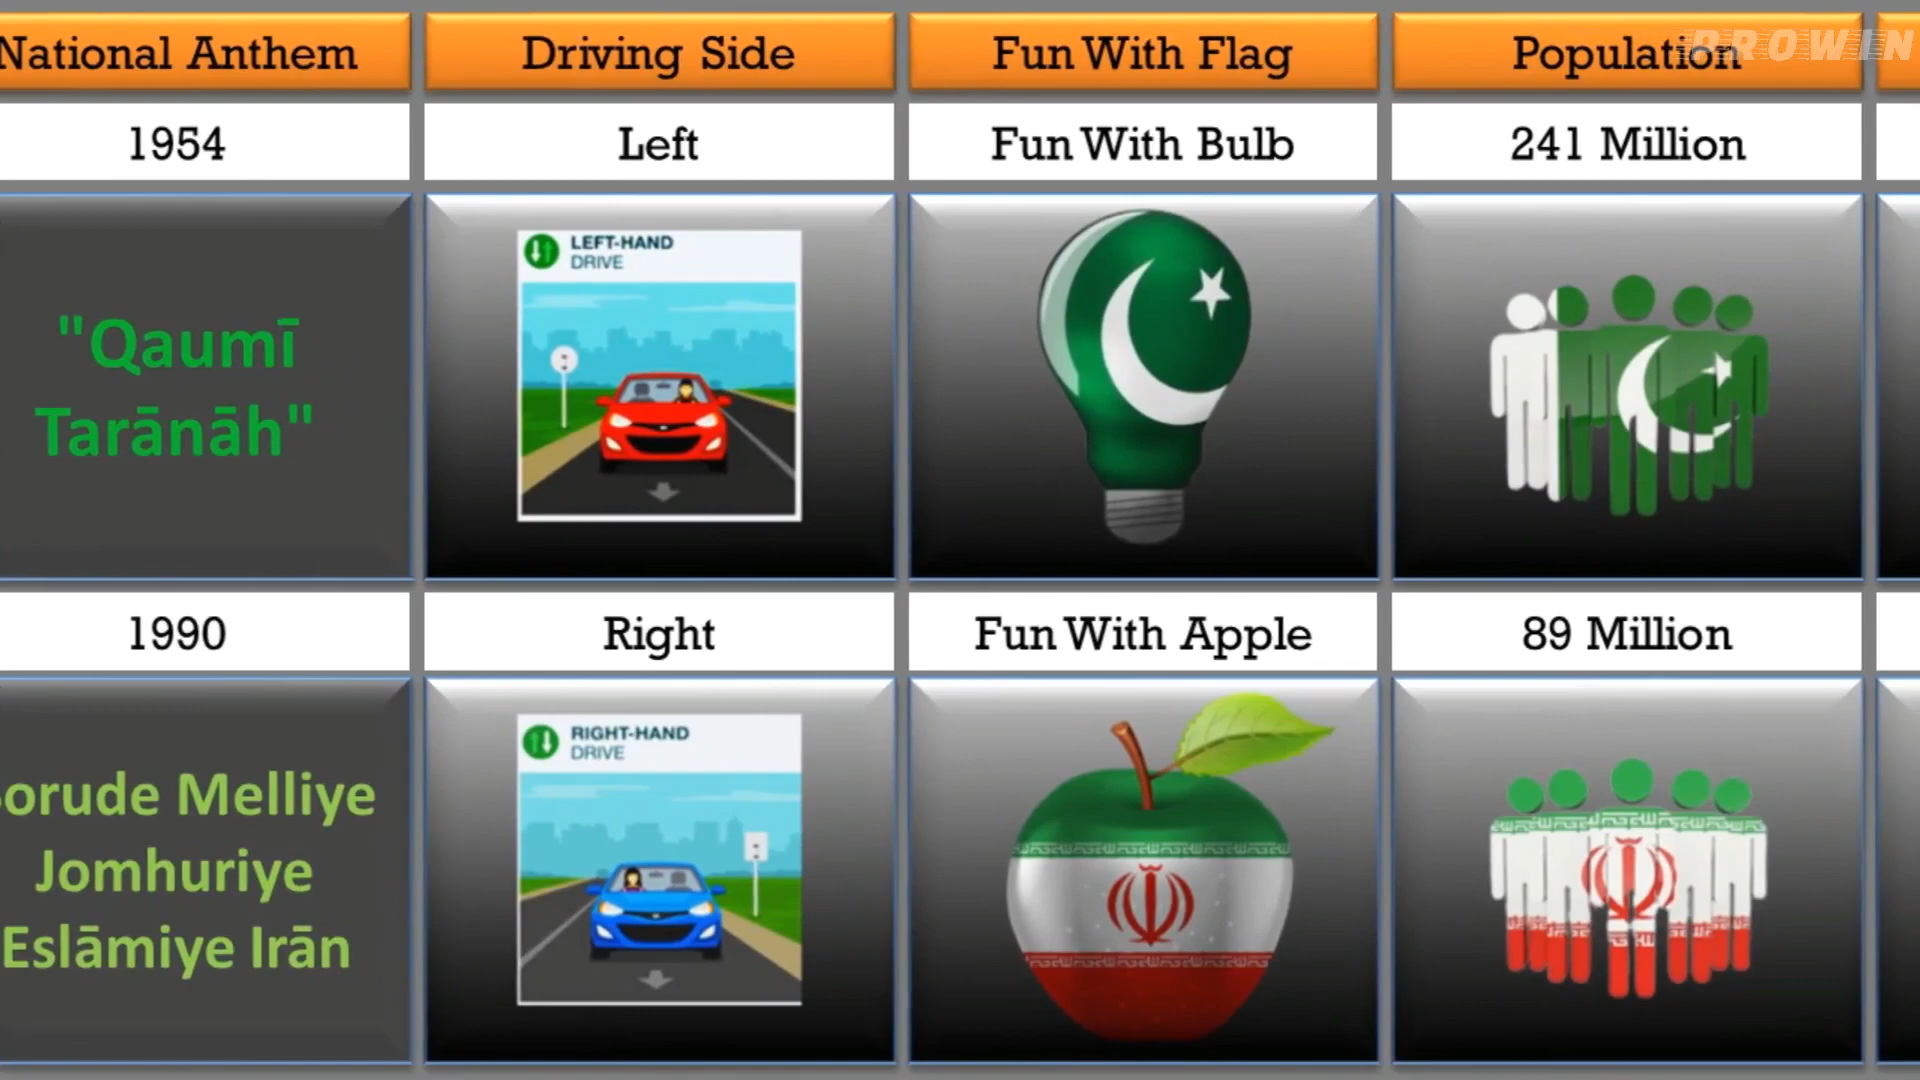 National Anthem
Driving Side
Fun With Flag
Population
BROWIN
1954
Left
Fun With Bulb
241 Million
"Qaumī
Tarānāh"
LEFT-HAND
DRIVE
1990
Right
Fun With Apple
89 Million
orude Melliye
Jomhuriye
Eslāmiye Irān
RIGHT-HAND
DRIVE